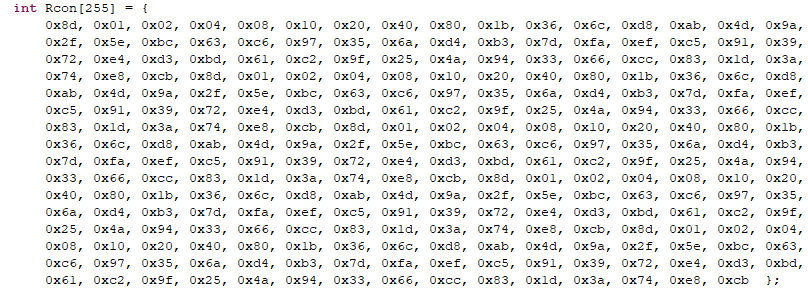 int Rcon[255] = {
0x8d, 0x01, 0x02, 0x04, 0x08, 0x10, 0x20, 0x40, 0x80, 0x1b, 0x36, 0x6c, 0xd8, 0xab, 0x4d, 0x9a,
0x2f, 0x5e, 0xbc, 0x63, 0xc6, 0x97, 0x35, 0x6a, 0xd4, 0xb3, 0x7d, 0xfa, 0xef, 0xc5, 0x91, 0x39,
0x72, 0xe4, 0xd3, 0xbd, 0x61, 0xc2, 0x9f, 0x25, 0x4a, 0x94, 0x33, 0x66, 0xcc, 0x83, 0x1d, 0x3a,
0x74, 0xe8, 0xcb, 0x8d, 0x01, 0x02, 0x04, 0x08, 0x10, 0x20, 0x40, 0x80, 0x1b, 0x36, 0x6c, 0xd8,
0xab, 0x4d, 0x9a, 0x2f, 0x5e, 0xbc, 0x63, 0xc6, 0x97, 0x35, 0x6a, 0xd4, 0xb3, 0x7d, 0xfa, 0xef,
0xc5, 0x91, 0x39, 0x72, 0xe4, 0xd3, 0xbd, 0x61, 0xc2, 0x9f, 0x25, 0x4a, 0x94, 0x33, 0x66, 0xcc,
0x83, 0x1d, 0x3a, 0x74, 0xe8, 0xcb, 0x8d, 0x01, 0x02, 0x04, 0x08, 0x10, 0x20, 0x40, 0x80, 0x1b,
0x36, 0x6c, 0xd8, 0xab, 0x4d, 0x9a, 0x2f, 0x5e, 0xbc, 0x63, 0xc6, 0x97, 0x35, 0x6a, 0xd4, 0xb3,
0x7d, 0xfa, 0xef, 0xc5, 0x91, 0x39, 0x72, 0xe4, 0xd3, 0xbd, 0x61, 0xc2, 0x9f, 0x25, 0x4a, 0x94,
0x33, 0x66, 0xcc, 0x83, 0x1d, 0x3a, 0x74, 0xe8, 0xcb, 0x8d, 0x01, 0x02, 0x04, 0x08, 0x10, 0x20,
0x40, 0x80, 0x1b, 0x36, 0x6c, 0xd8, 0xab, 0x4d, 0x9a, 0x2f, 0x5e, 0xbc, 0x63, 0xc6, 0x97, 0x35,
0x6a, 0xd4, 0xb3, 0x7d, 0xfa, 0xef, 0xc5, 0x91, 0x39, 0x72, 0xe4, 0xd3, 0xbd, 0x61, 0xc2, 0x9f,
0x25, 0x4a, 0x94, 0x33, 0x66, 0xcc, 0x83, 0x1d, 0x3a, 0x74, 0xe8, 0xcb, 0x8d, 0x01, 0x02, 0x04,
0x08, 0x10, 0x20, 0x40, 0x80, 0x1b, 0x36, 0x6c, 0xd8, 0xab, 0x4d, 0x9a, 0x2f, 0x5e, 0xbc, 0x63,
0xc6, 0x97, 0x35, 0x6a, 0xd4, 0xb3, 0x7d, 0xfa, 0xef, 0xc5, 0x91, 0x39, 0x72, 0xe4, 0xd3, 0xbd,
0x61, 0xc2, 0x9f, 0x25, 0x4a, 0x94, 0x33, 0x66, 0xcc, 0x83, 0x1d, 0x3a, 0x74, 0xe8, 0xcb };